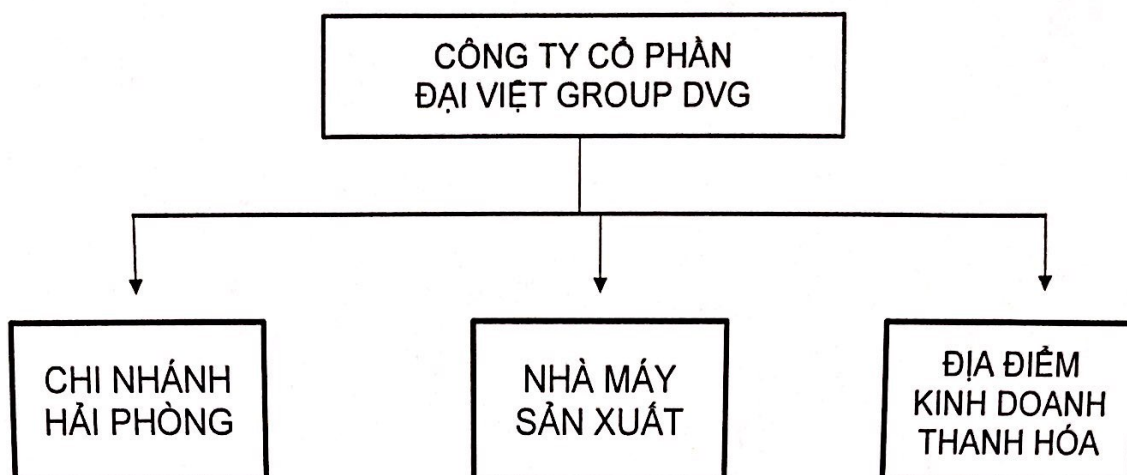 CÔNG TY CỔ PHẦN
ĐẠI VIỆT GROUP DVG
CHI NHÁNH
HẢI PHÒNG
NHÀ MÁY
SẢN XUẤT
ĐỊA ĐIỂM
KINH DOANH
THANH HÓA